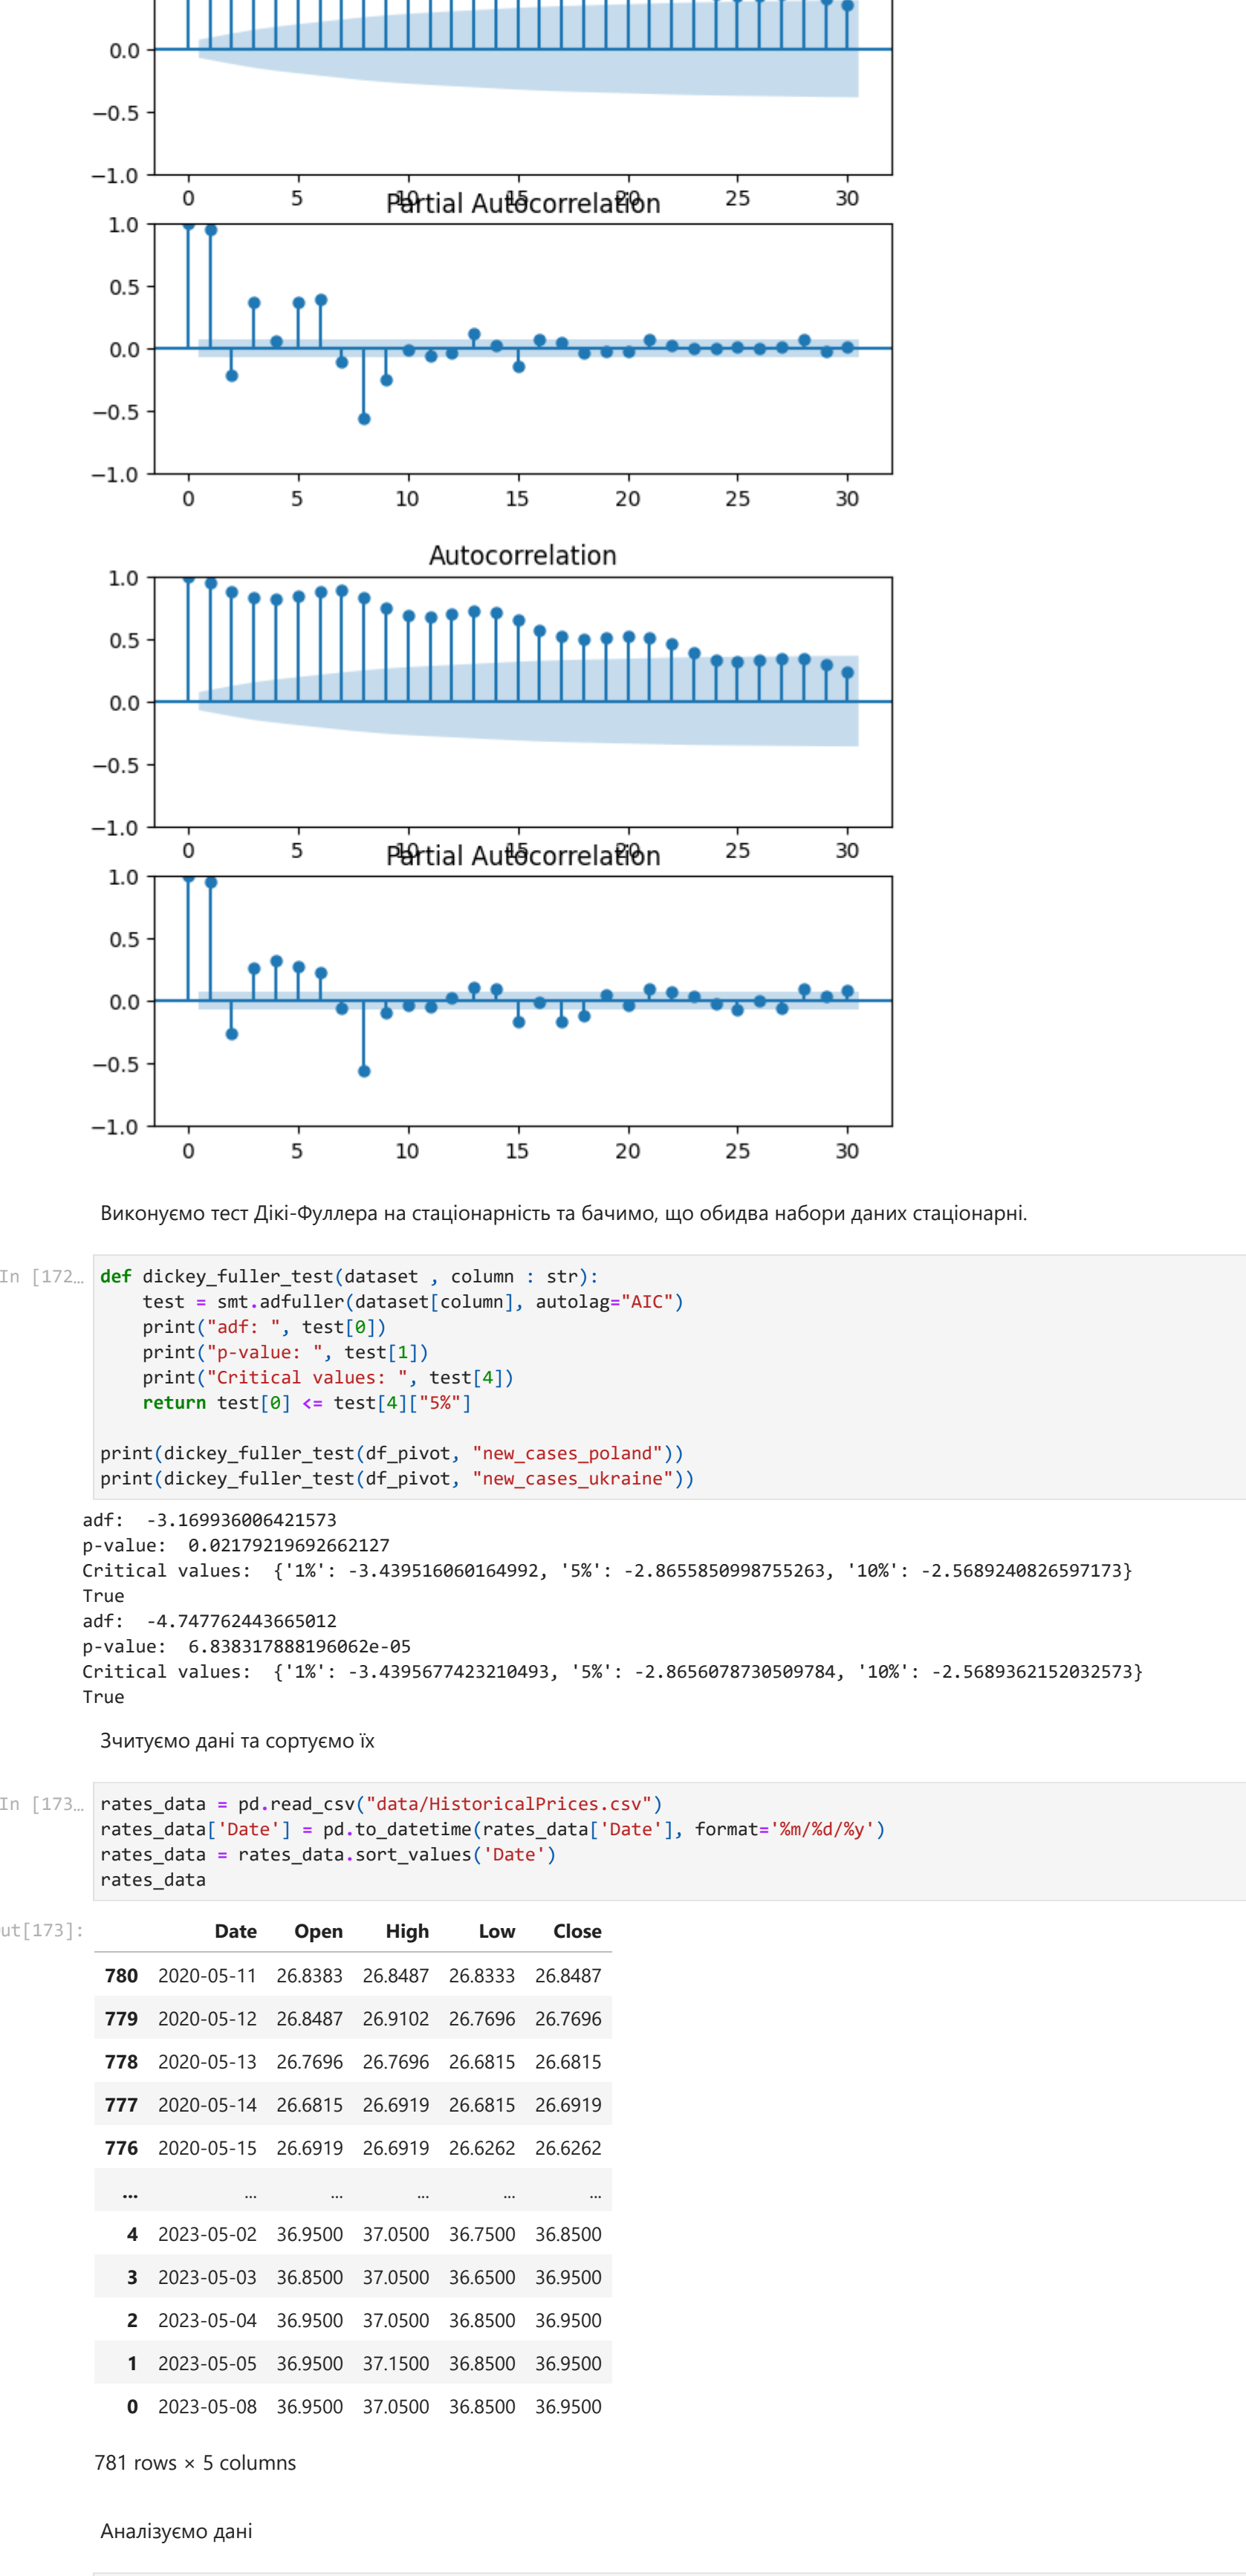 0.0
−0.5
−1.0
0 5 10 15 20 25 30
Partial Autocorrelation
1.0
0.5
0.0
−0.5
−1.0
0 5 10 15 20 25 30
Autocorrelation
1.0
0.5
0.0
−0.5
−1.0
0 5 10 15 20 25 30
Partial Autocorrelation
1.0
0.5
0.0
−0.5
−1.0
0 5 10 15 20 25 30
Виконуємо тест Дікі-Фуллера на стаціонарність та бачимо, що обидва набори даних стаціонарні.
In [172…
def dickey_fuller_test(dataset , column : str):
    test = smt.adfuller(dataset[column], autolag="AIC")
    print("adf: ", test[0])
    print("p-value: ", test[1])
    print("Critical values: ", test[4])
    return test[0] <= test[4]["5%"]
print(dickey_fuller_test(df_pivot, "new_cases_poland"))
print(dickey_fuller_test(df_pivot, "new_cases_ukraine"))
adf:  -3.169936006421573
p-value:  0.02179219692662127
Critical values:  {'1%': -3.439516060164992, '5%': -2.8655850998755263, '10%': -2.5689240826597173}
True
adf:  -4.747762443665012
p-value:  6.838317888196062e-05
Critical values:  {'1%': -3.4395677423210493, '5%': -2.8656078730509784, '10%': -2.5689362152032573}
True
Зчитуємо дані та сортуємо їх
In [173…
rates_data = pd.read_csv("data/HistoricalPrices.csv")
rates_data['Date'] = pd.to_datetime(rates_data['Date'], format='%m/%d/%y')
rates_data = rates_data.sort_values('Date')
rates_data
ut[173]:
Date Open High Low Close
780 2020-05-11 26.8383 26.8487 26.8333 26.8487
779 2020-05-12 26.8487 26.9102 26.7696 26.7696
778 2020-05-13 26.7696 26.7696 26.6815 26.6815
777 2020-05-14 26.6815 26.6919 26.6815 26.6919
776 2020-05-15 26.6919 26.6919 26.6262 26.6262
... ... ... ... ... ...
4 2023-05-02 36.9500 37.0500 36.7500 36.8500
3 2023-05-03 36.8500 37.0500 36.6500 36.9500
2 2023-05-04 36.9500 37.0500 36.8500 36.9500
1 2023-05-05 36.9500 37.1500 36.8500 36.9500
0 2023-05-08 36.9500 37.0500 36.8500 36.9500
781 rows × 5 columns
Аналізуємо дані